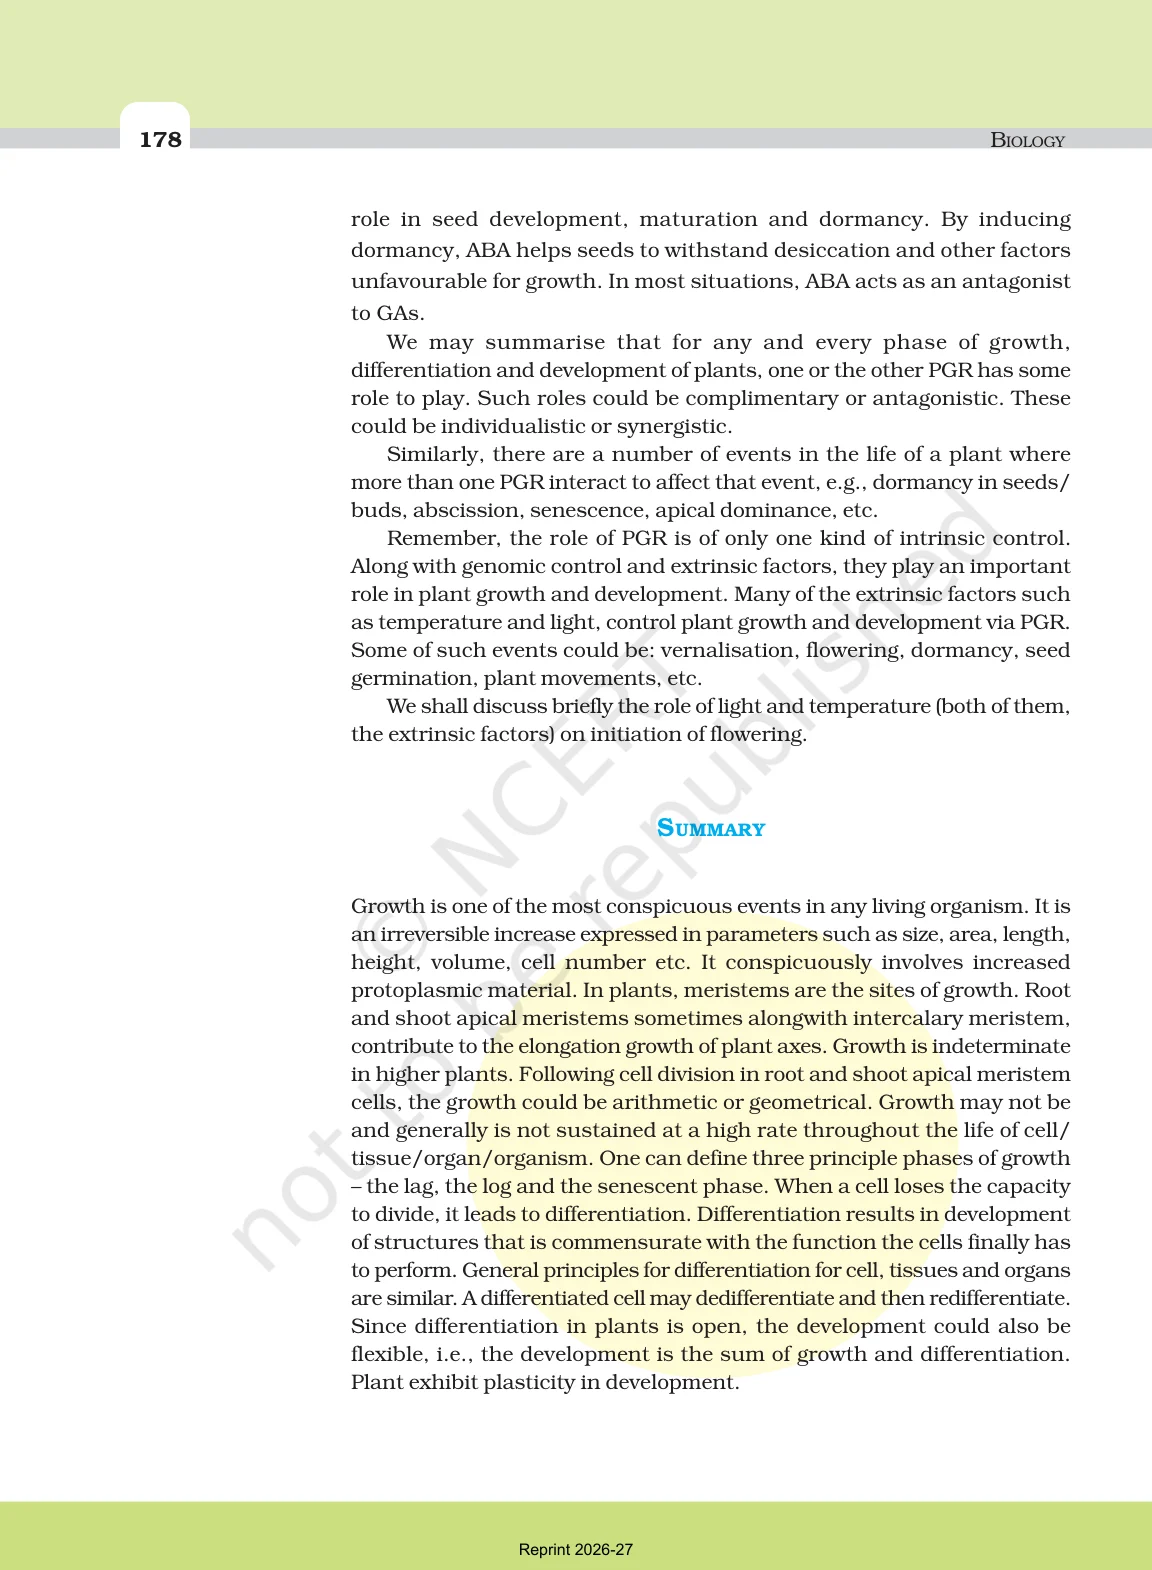 178
BIOLOGY
role in seed development, maturation and dormancy. By inducing
dormancy, ABA helps seeds to withstand desiccation and other factors
unfavourable for growth. In most situations, ABA acts as an antagonist
to GAs.
We may summarise that for any and every phase of growth,
differentiation and development of plants, one or the other PGR has some
role to play. Such roles could be complimentary or antagonistic. These
could be individualistic or synergistic.
Similarly, there are a number of events in the life of a plant where
more than one PGR interact to affect that event, e.g., dormancy in seeds/
buds, abscission, senescence, apical dominance, etc.
Remember, the role of PGR is of only one kind of intrinsic control.
Along with genomic control and extrinsic factors, they play an important
role in plant growth and development. Many of the extrinsic factors such
as temperature and light, control plant growth and development via PGR.
Some of such events could be: vernalisation, flowering, dormancy, seed
germination, plant movements, etc.
We shall discuss briefly the role of light and temperature (both of them,
the extrinsic factors) on initiation of flowering.
SUMMARY
Growth is one of the most conspicuous events in any living organism. It is
an irreversible increase expressed in parameters such as size, area, length,
height, volume, cell number etc. It conspicuously involves increased
protoplasmic material. In plants, meristems are the sites of growth. Root
and shoot apical meristems sometimes alongwith intercalary meristem,
contribute to the elongation growth of plant axes. Growth is indeterminate
in higher plants. Following cell division in root and shoot apical meristem
cells, the growth could be arithmetic or geometrical. Growth may not be
and generally is not sustained at a high rate throughout the life of cell/
tissue/organ/organism. One can define three principle phases of growth
– the lag, the log and the senescent phase. When a cell loses the capacity
to divide, it leads to differentiation. Differentiation results in development
of structures that is commensurate with the function the cells finally has
to perform. General principles for differentiation for cell, tissues and organs
are similar. A differentiated cell may dedifferentiate and then redifferentiate.
Since differentiation in plants is open, the development could also be
flexible, i.e., the development is the sum of growth and differentiation.
Plant exhibit plasticity in development.
© NCERT
not to be republished
Reprint 2026-27